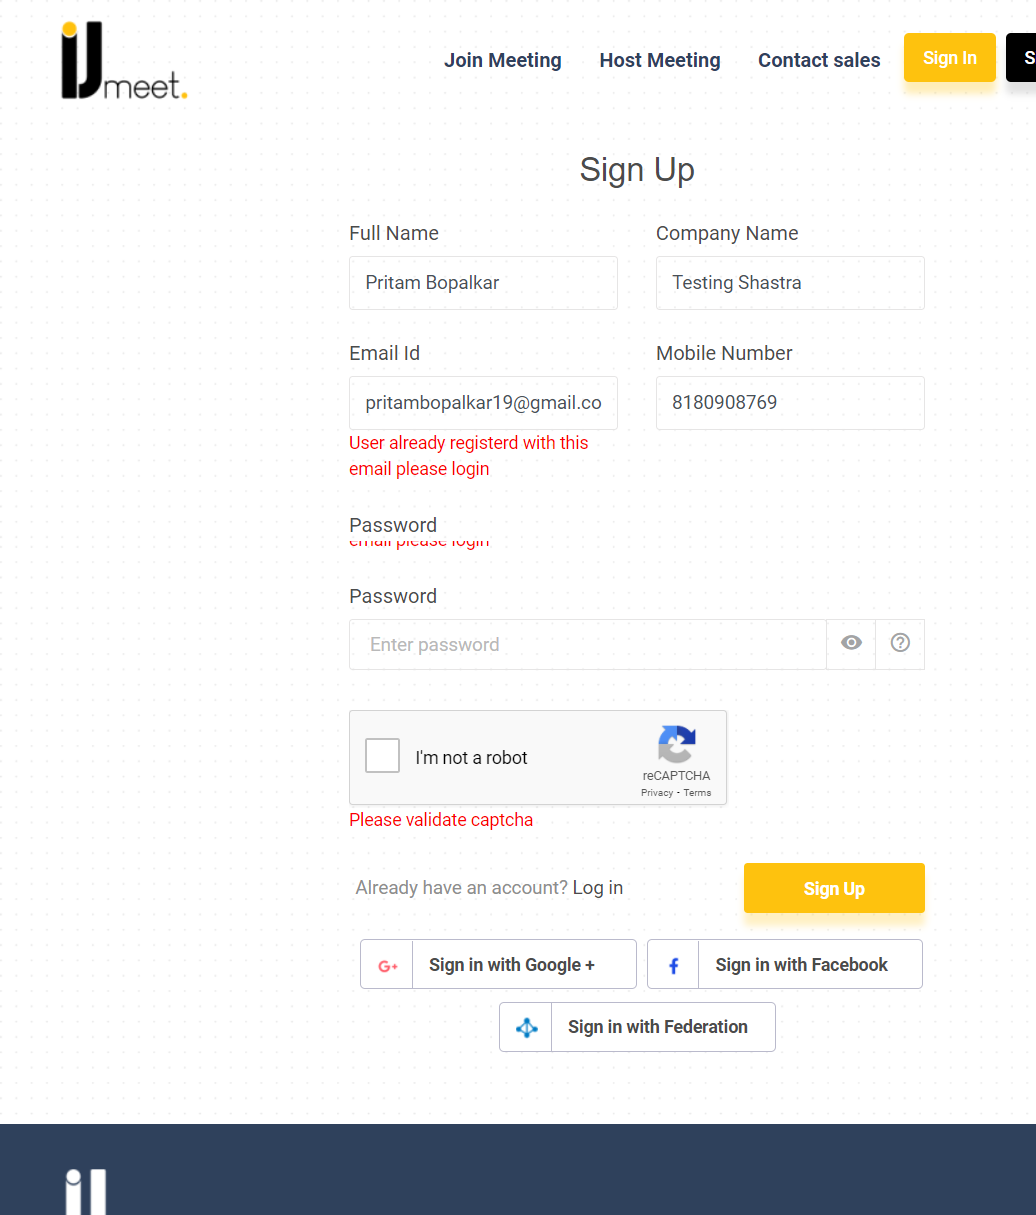 IJ meet.
Join Meeting Host Meeting Contact sales Sign In S
Sign Up
Full Name Company Name
Pritam Bopalkar Testing Shastra
Email Id Mobile Number
pritambopalkar19@gmail.co 8180908769
User already registerd with this
email please login
Password
email please login
Password
Enter password
I'm not a robot
reCAPTCHA
Privacy - Terms
Please validate captcha
Already have an account? Log in Sign Up
G+ Sign in with Google + f Sign in with Facebook
Sign in with Federation
IJ